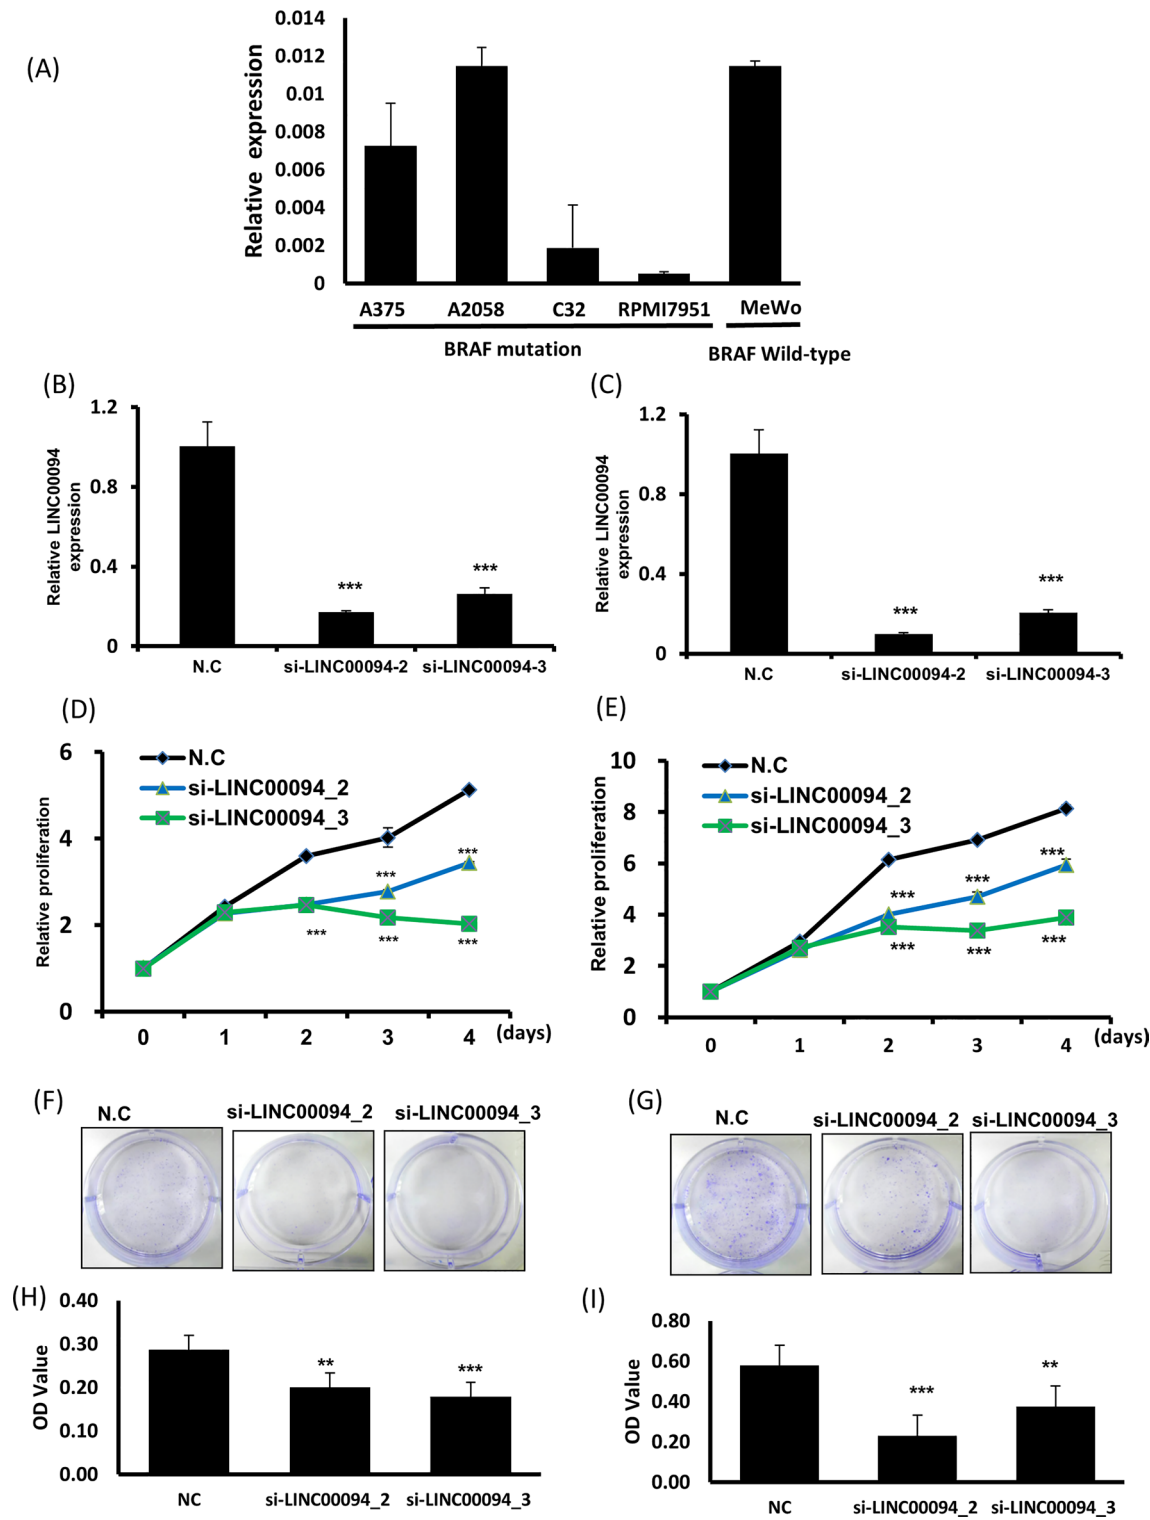 (A)
Relative expression
0.014
0.012
0.01
0.008
0.006
0.004
0.002
0
A375 A2058 C32 RPMI7951 MeWo
BRAF mutation BRAF Wild-type
(B)
Relative LINC00094
expression
1.2
0.8
0.4
0
*** ***
N.C si-LINC00094-2 si-LINC00094-3
(C)
Relative LINC00094
expression
1.2
0.8
0.4
0
*** ***
N.C si-LINC00094-2 si-LINC00094-3
(D)
Relative proliferation
6
4
2
0
N.C
si-LINC00094_2
si-LINC00094_3
*** ***
*** *** ***
0 1 2 3 4 (days)
(E)
Relative proliferation
10
8
6
4
2
0
N.C
si-LINC00094_2
si-LINC00094_3
*** *** ***
*** *** ***
0 1 2 3 4 (days)
(F)
N.C si-LINC00094_2 si-LINC00094_3
(G)
N.C si-LINC00094_2 si-LINC00094_3
(H)
OD Value
0.40
0.30
0.20
0.10
0.00
** ***
NC si-LINC00094_2 si-LINC00094_3
(I)
OD Value
0.80
0.60
0.40
0.20
0.00
*** **
NC si-LINC00094_2 si-LINC00094_3